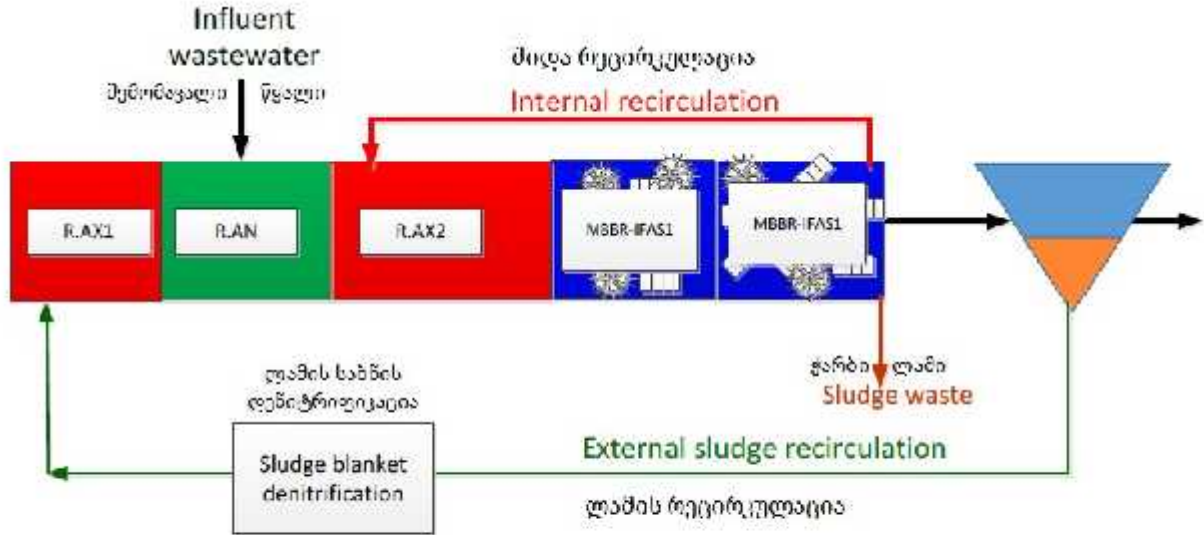 Influent
wastewater
შემომავალი წყალი
შიდა რეცირკულაცია
Internal recirculation
R.AX1
R.AN
R.AX2
MBBR-IFAS1
MBBR-IFAS1
ჭარბი ლამი
Sludge waste
ლამის საბნის
დენიტრიფიკაცია
Sludge blanket
denitrification
External sludge recirculation
ლამის რეცირკულაცია